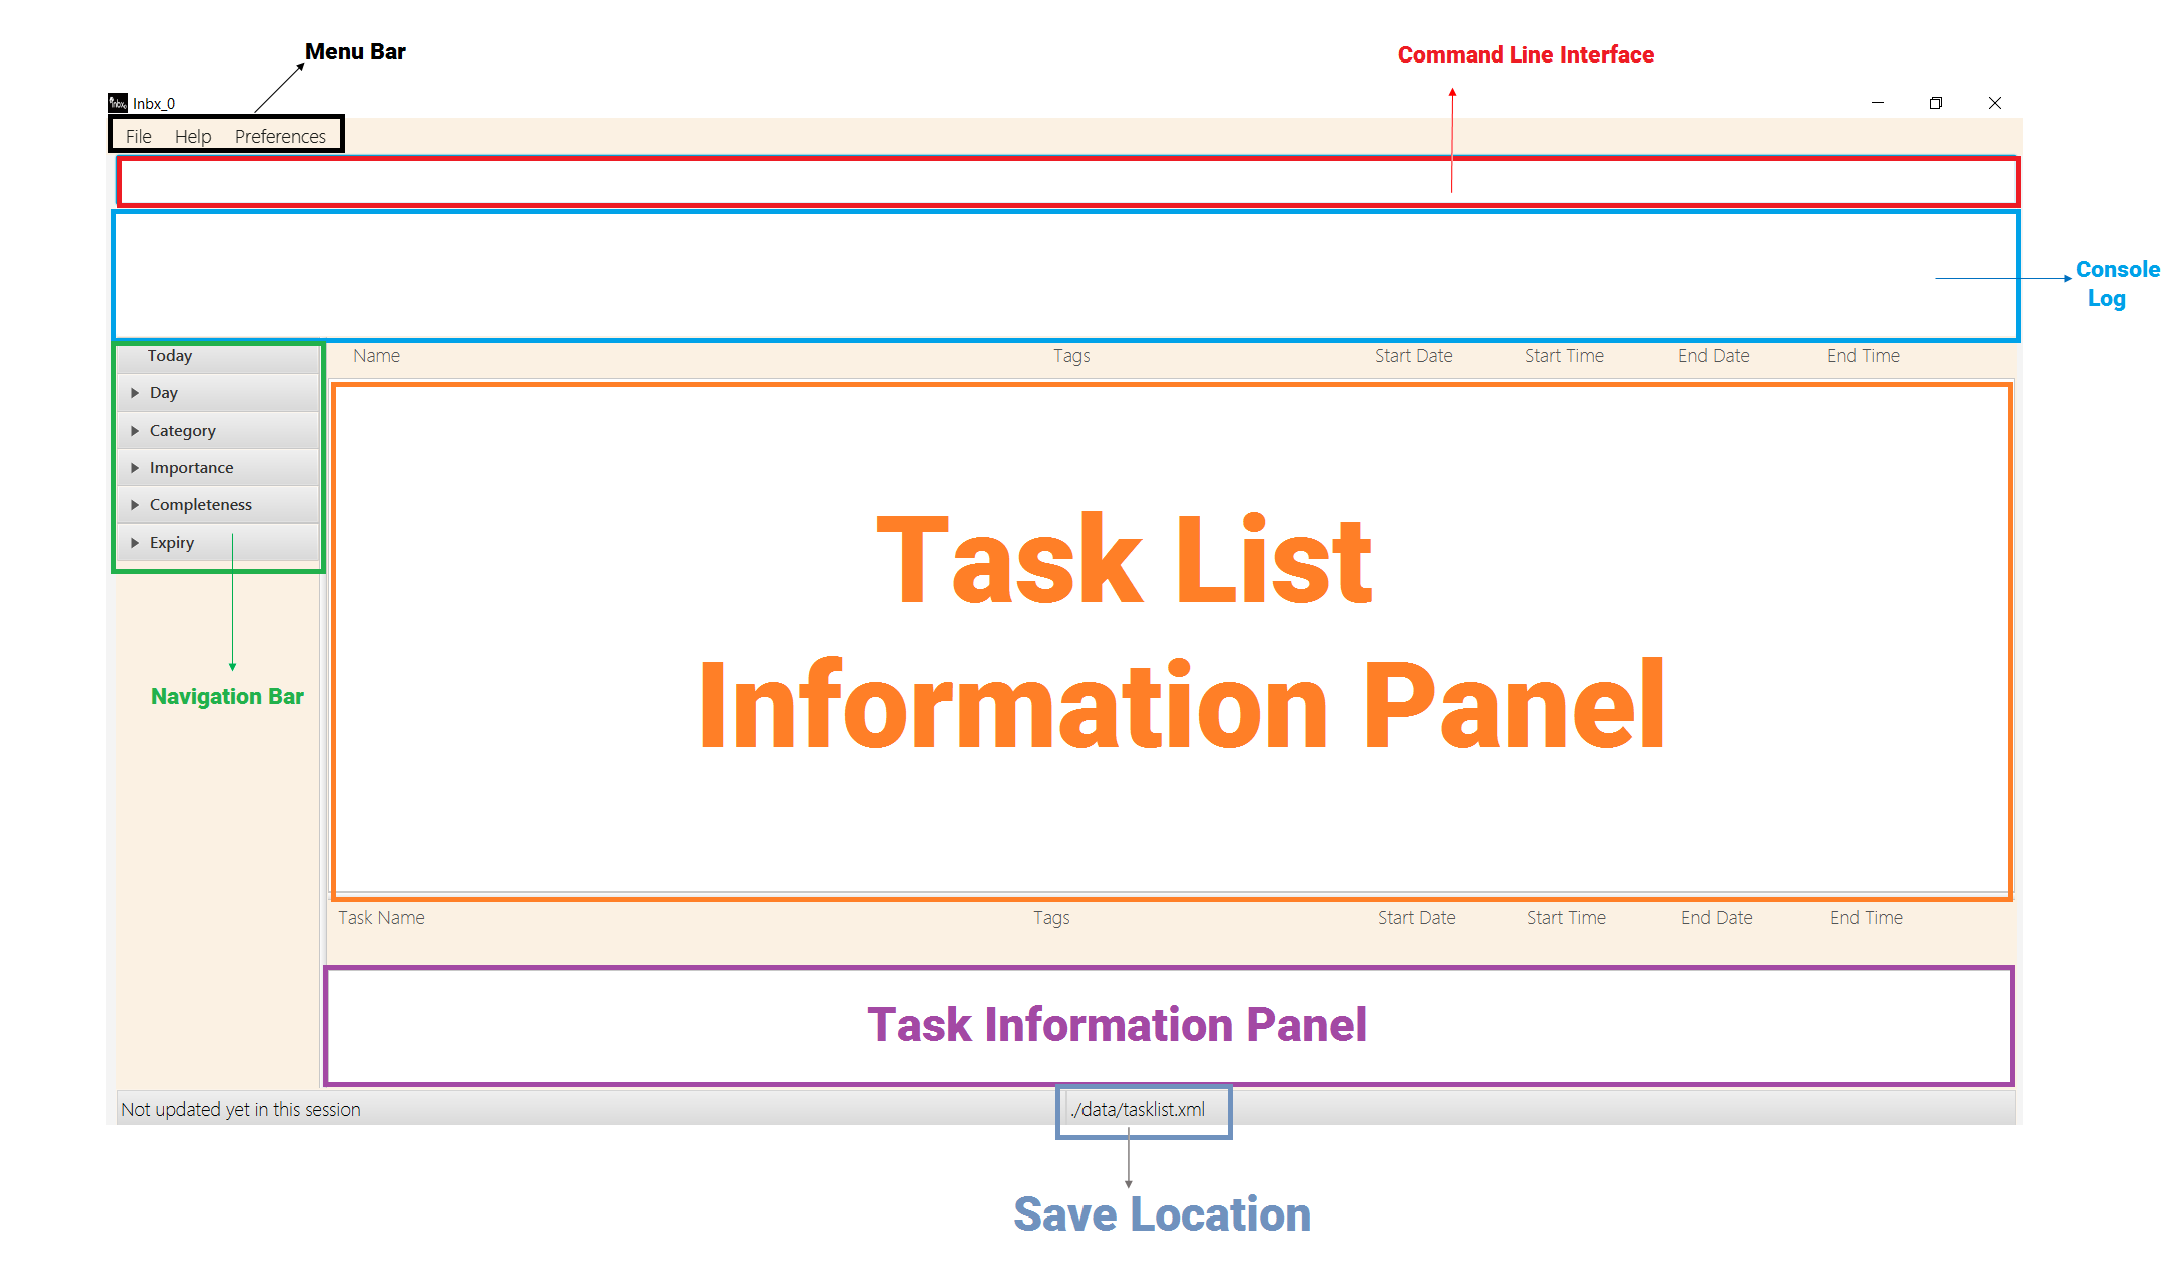 Menu Bar
Command Line Interface
Inbx_0
File Help Preferences
Console
Log
Today
Name Tags Start Date Start Time End Date End Time
Day
Category
Importance
Completeness
Expiry
Task List
Information Panel
Navigation Bar
Task Name Tags Start Date Start Time End Date End Time
Task Information Panel
Not updated yet in this session ./data/tasklist.xml
Save Location